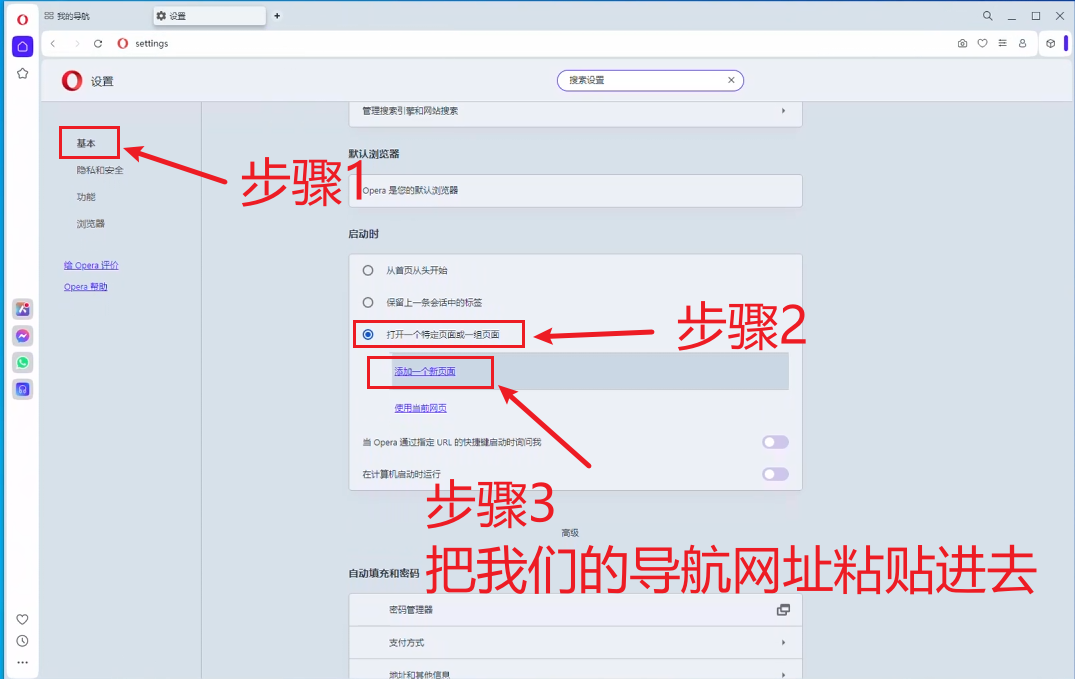 我的导航
设置
settings
设置
搜索设置
基本
隐私和安全
功能
浏览器
给 Opera 评价
Opera 帮助
步骤1
管理搜索引擎和网站搜索
默认浏览器
Opera 是您的默认浏览器
启动时
从首页从头开始
保留上一条会话中的标签
打开一个特定页面或一组页面
步骤2
添加一个新页面
使用当前网页
当 Opera 通过指定 URL 的快捷键启动时询问我
在计算机启动时运行
步骤3
高级
把我们的导航网址粘贴进去
自动填充和密码
密码管理器
支付方式
地址和其他信息